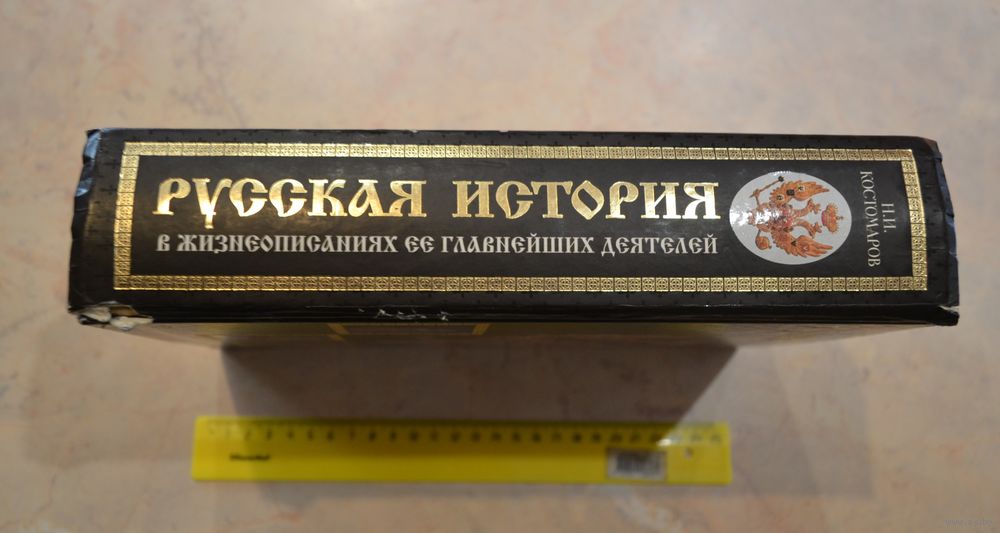 РУССКАЯ ИСТОРИЯ
В ЖИЗНЕОПИСАНИЯХ ЕЕ ГЛАВНЕЙШИХ ДЕЯТЕЛЕЙ
Н.И.
КОСТОМАРОВ